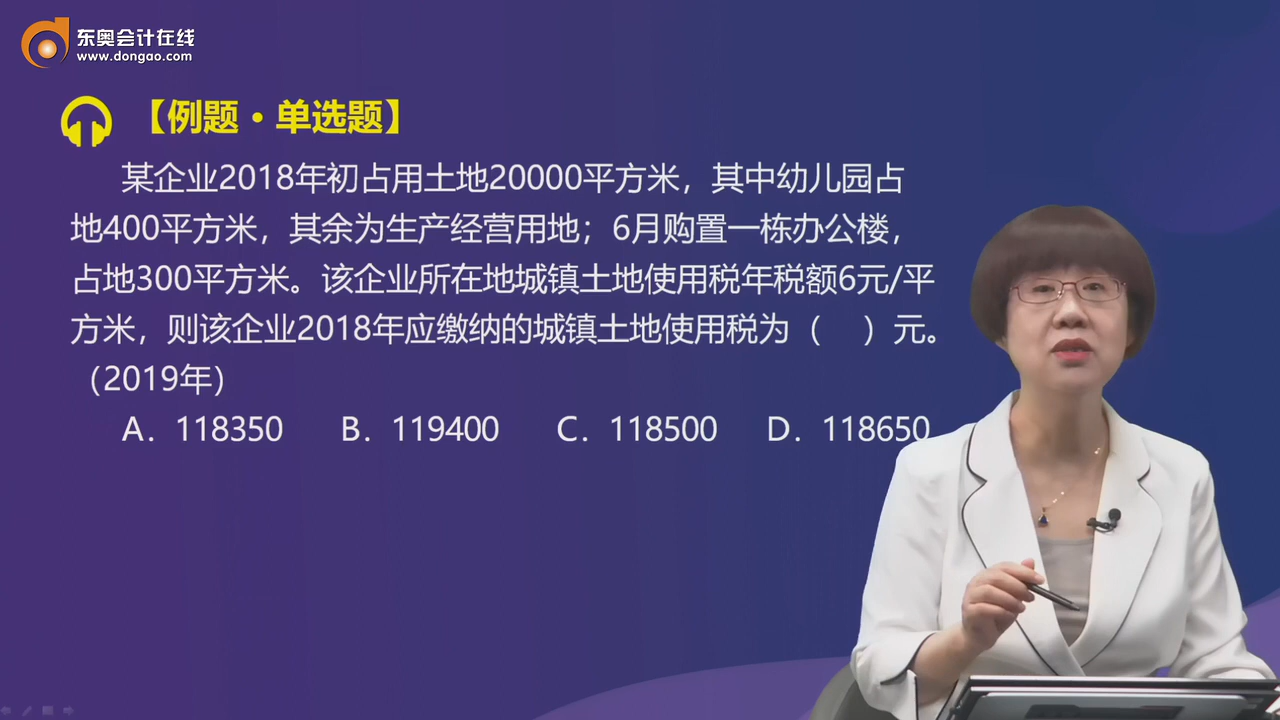 东奥会计在线
www.dongao.com
【例题·单选题】
某企业2018年初占用土地20000平方米，其中幼儿园占
地400平方米，其余为生产经营用地；6月购置一栋办公楼，
占地300平方米。该企业所在地城镇土地使用税年税额6元/平
方米，则该企业2018年应缴纳的城镇土地使用税为（　）元。
（2019年）
A．118350　B．119400　C．118500　D．118650